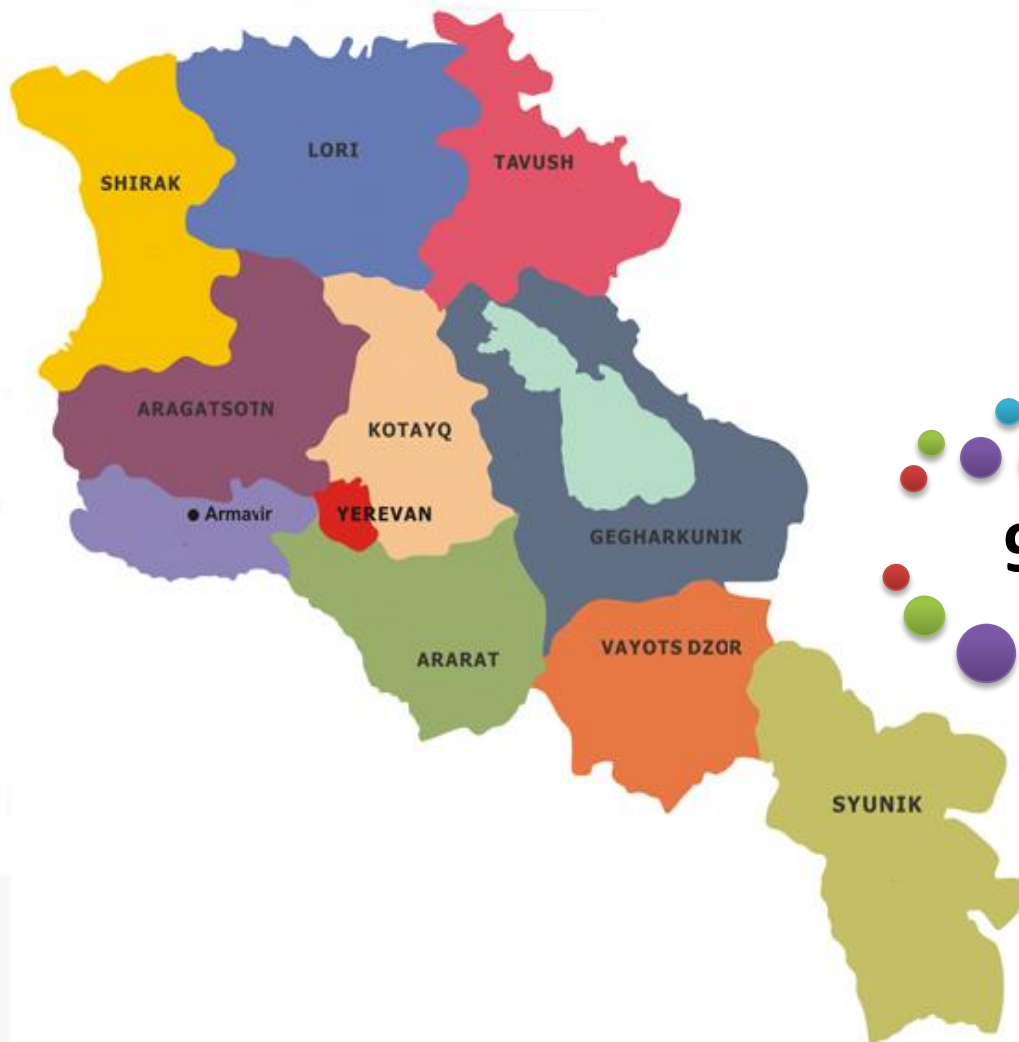 LORI
TAVUSH
SHIRAK
ARAGATSOTN
KOTAYQ
● Armavir
YEREVAN
GEGHARKUNIK
VAYOTS DZOR
ARARAT
SYUNIK